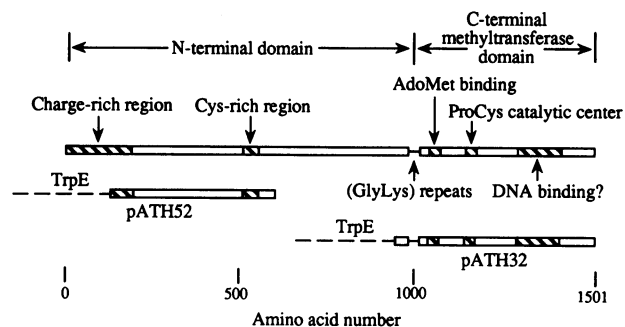 C-terminal
N-terminal domain
methyltransferase
domain
AdoMet binding
Charge-rich region
Cys-rich region
ProCys catalytic center
TrpE
(GlyLys) repeats
DNA binding?
pATH52
TrpE
pATH32
0
500
1000
1501
Amino acid number